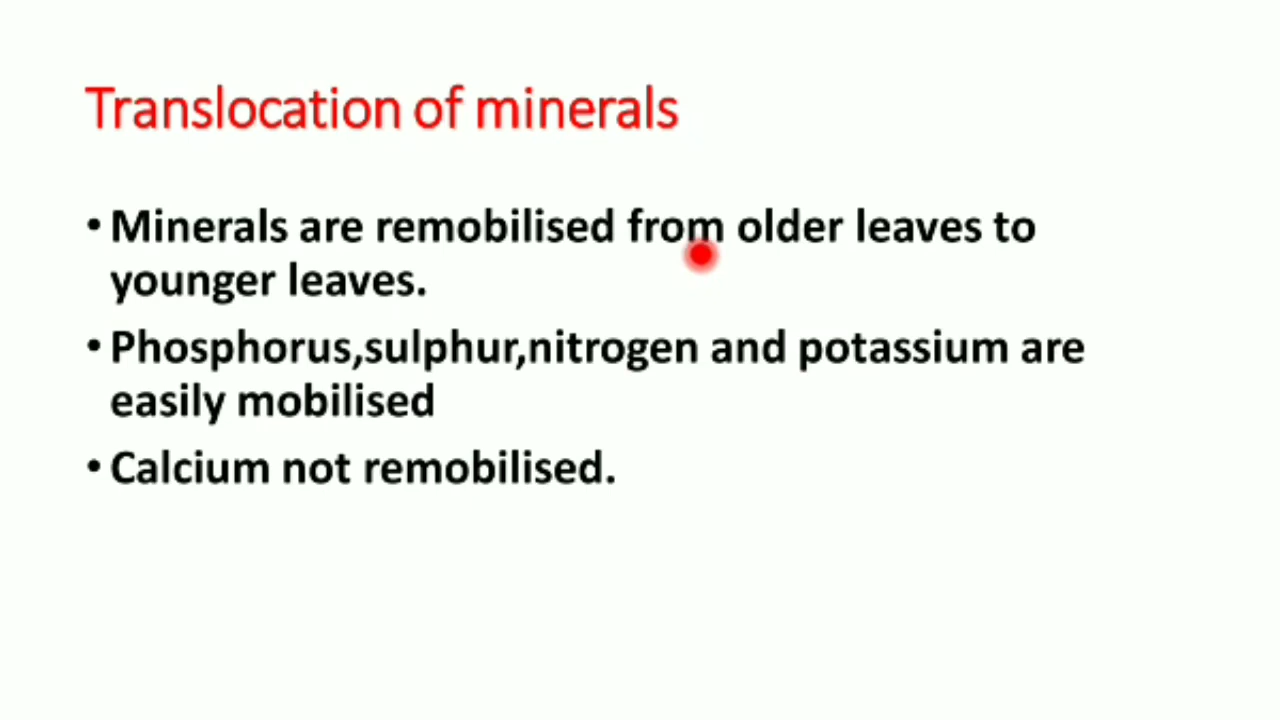 Translocation of minerals
• Minerals are remobilised from older leaves to
younger leaves.
• Phosphorus,sulphur,nitrogen and potassium are
easily mobilised
• Calcium not remobilised.